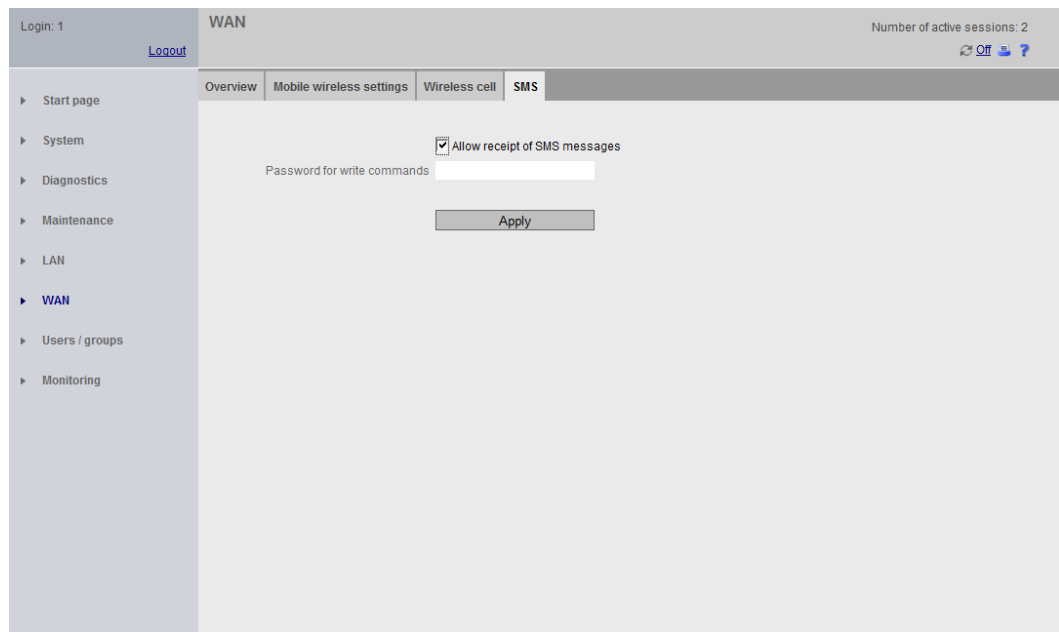 Login: 1
Logout
WAN
Number of active sessions: 2
Off ?
Overview Mobile wireless settings Wireless cell SMS
Start page
System
Diagnostics
Maintenance
LAN
WAN
Users / groups
Monitoring
Allow receipt of SMS messages
Password for write commands
Apply